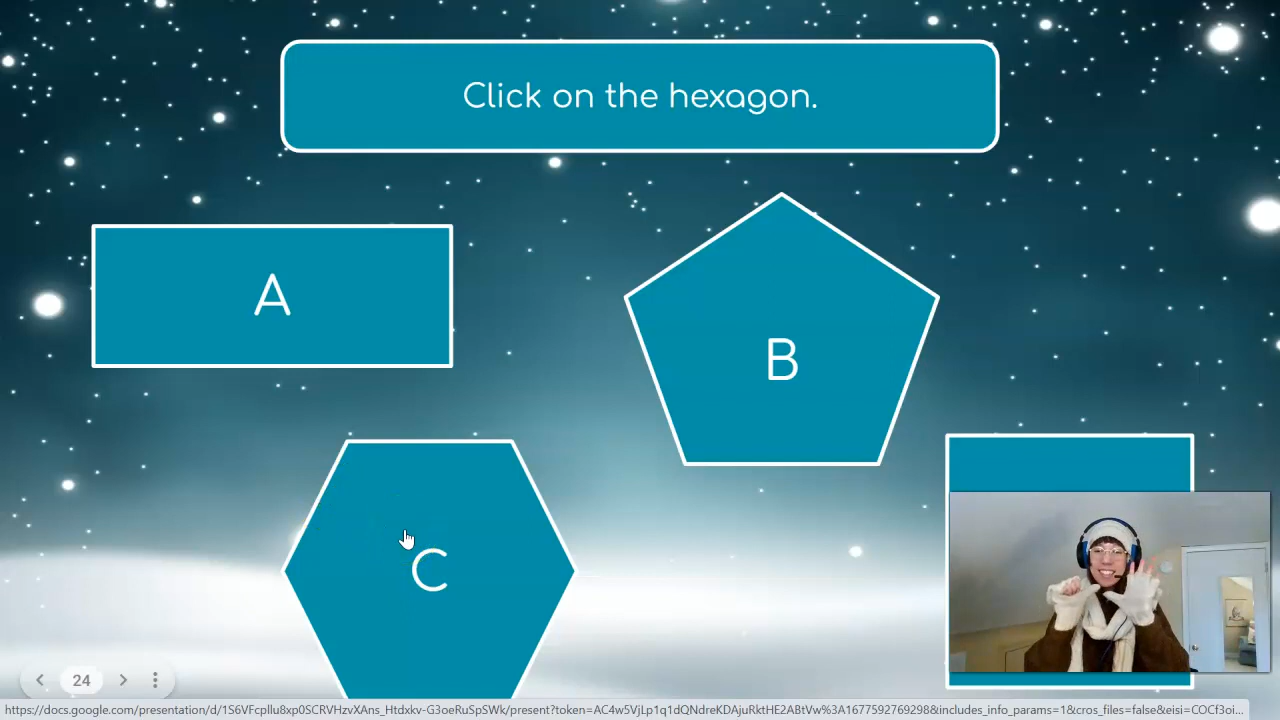 Click on the hexagon.
A
B
C
24
https://docs.google.com/presentation/d/1S6VFcpllu8xp0SCRVHzvXAns_Htdxkv-G3oeRuSpSWk/present?token=AC4w5VjLp1q1dQNdreKDAjuRktHE2ABtVw%3A1677592769298&includes_info_params=1&cros_files=false&eisi=COCf3oi...